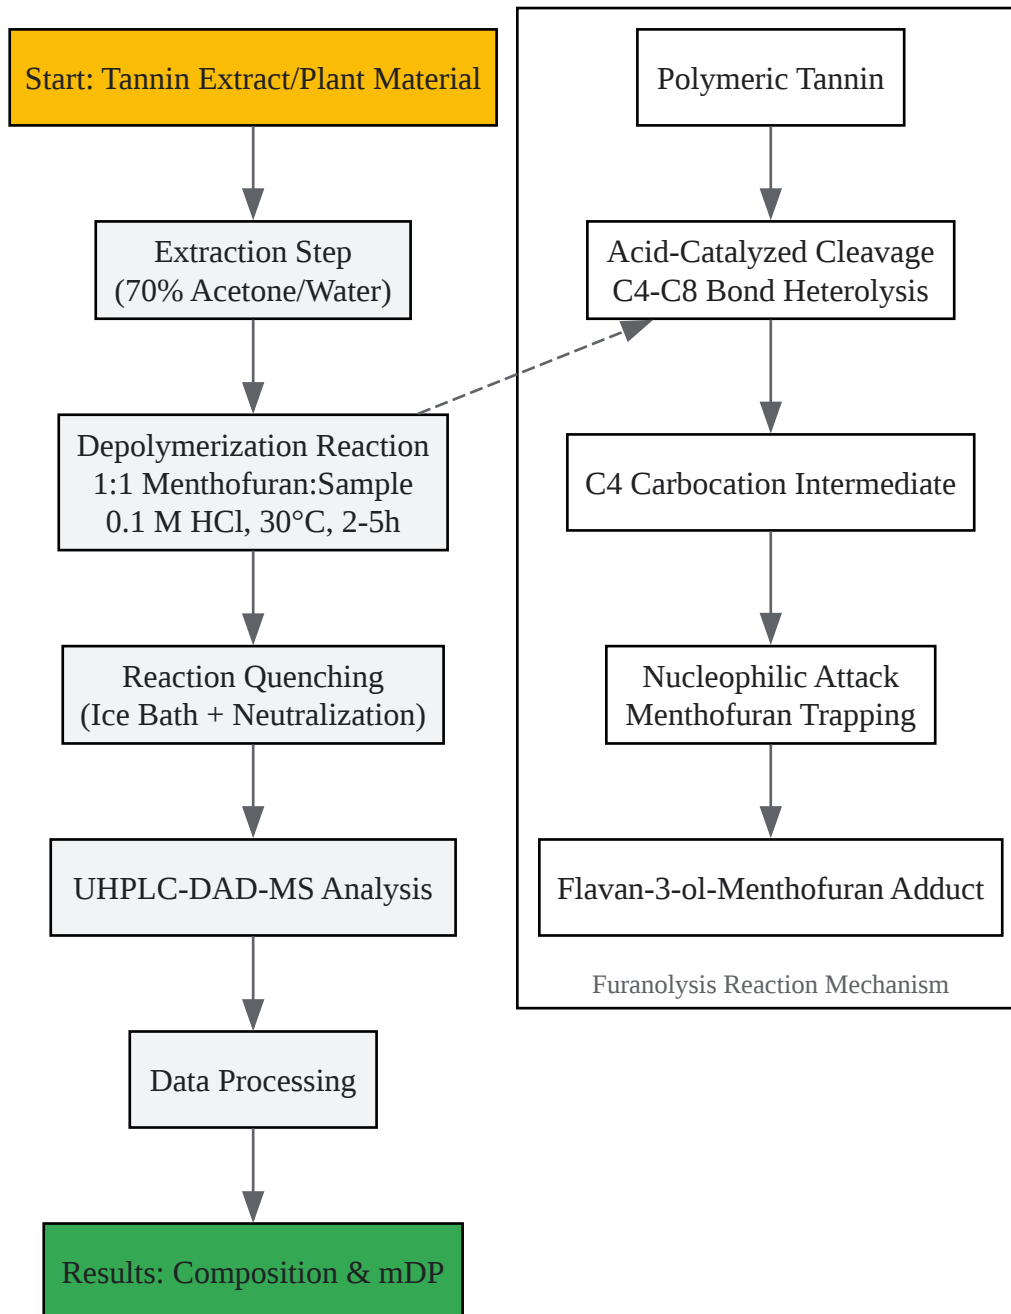 Start: Tannin Extract/Plant Material
Extraction Step
(70% Acetone/Water)
Depolymerization Reaction
1:1 Menthofuran:Sample
0.1 M HCl, 30°C, 2-5h
Reaction Quenching
(Ice Bath + Neutralization)
UHPLC-DAD-MS Analysis
Data Processing
Results: Composition & mDP
Polymeric Tannin
Acid-Catalyzed Cleavage
C4-C8 Bond Heterolysis
C4 Carbocation Intermediate
Nucleophilic Attack
Menthofuran Trapping
Flavan-3-ol-Menthofuran Adduct
Furanolysis Reaction Mechanism